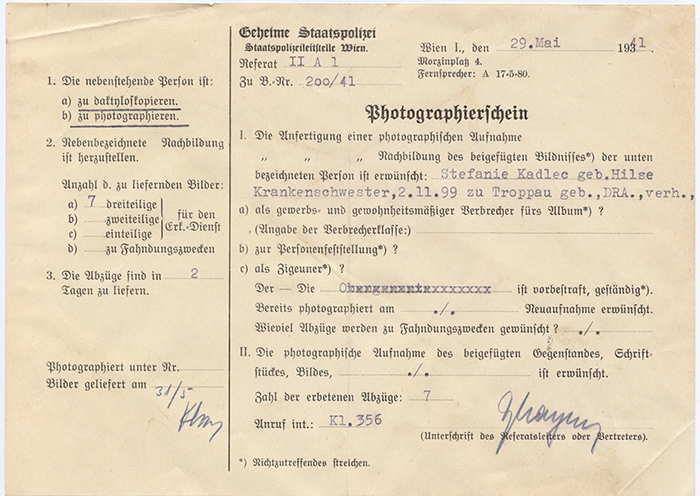 1. Die nebenstehende Person ist:
a) zu daktyloskopieren.
b) zu photographieren.
2. Nebenbezeichnete Nachbildung
ist herzustellen.
Anzahl d. zu liefernden Bilder:
a) 7 dreiteilige
b) zweiteilige
c) einteilige
für den
Erk.-Dienst
d) zu Fahndungszwecken
3. Die Abzüge sind in 2
Tagen zu liefern.
Photographiert unter Nr.
Bilder geliefert am 31/5
Geheime Staatspolizei
Staatspolizeileitstelle Wien.
Referat II A 1
Zu B.-Nr. 200/41
Wien I., den 29. Mai 1941
Morzinplatz 4.
Fernsprecher: A 17-5-80.
Photographierschein
I. Die Anfertigung einer photographischen Aufnahme
„ „ „ Nachbildung des beigefügten Bildnisses*) der unten
bezeichneten Person ist erwünscht: Stefanie Kadlec geb.Hilse
Krankenschwester,2.11.99 zu Troppau geb.,DRA.,verh.,
a) als gewerbs- und gewohnheitsmäßiger Verbrecher fürs Album*) ?
(Angabe der Verbrecherklasse:)
b) zur Personenfeststellung*) ?
c) als Zigeuner*) ?
Der — Die ist vorbestraft, geständig*).
Bereits photographiert am ./. Neuaufnahme erwünscht.
Wieviel Abzüge werden zu Fahndungszwecken gewünscht ? ./.
II. Die photographische Aufnahme des beigefügten Gegenstandes, Schrift-
stückes, Bildes, ./. ist erwünscht.
Zahl der erbetenen Abzüge: 7
Anruf int.: Kl.356
(Unterschrift des Referatsleiters oder Vertreters).
*) Nichtzutreffendes streichen.